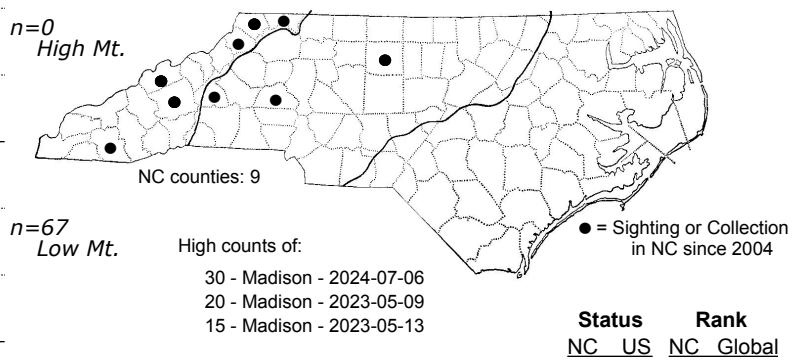 n=0
High Mt.
NC counties: 9
n=67
Low Mt.
High counts of:
30 - Madison - 2024-07-06
20 - Madison - 2023-05-09
15 - Madison - 2023-05-13
● = Sighting or Collection
in NC since 2004
Status Rank
NC US NC Global